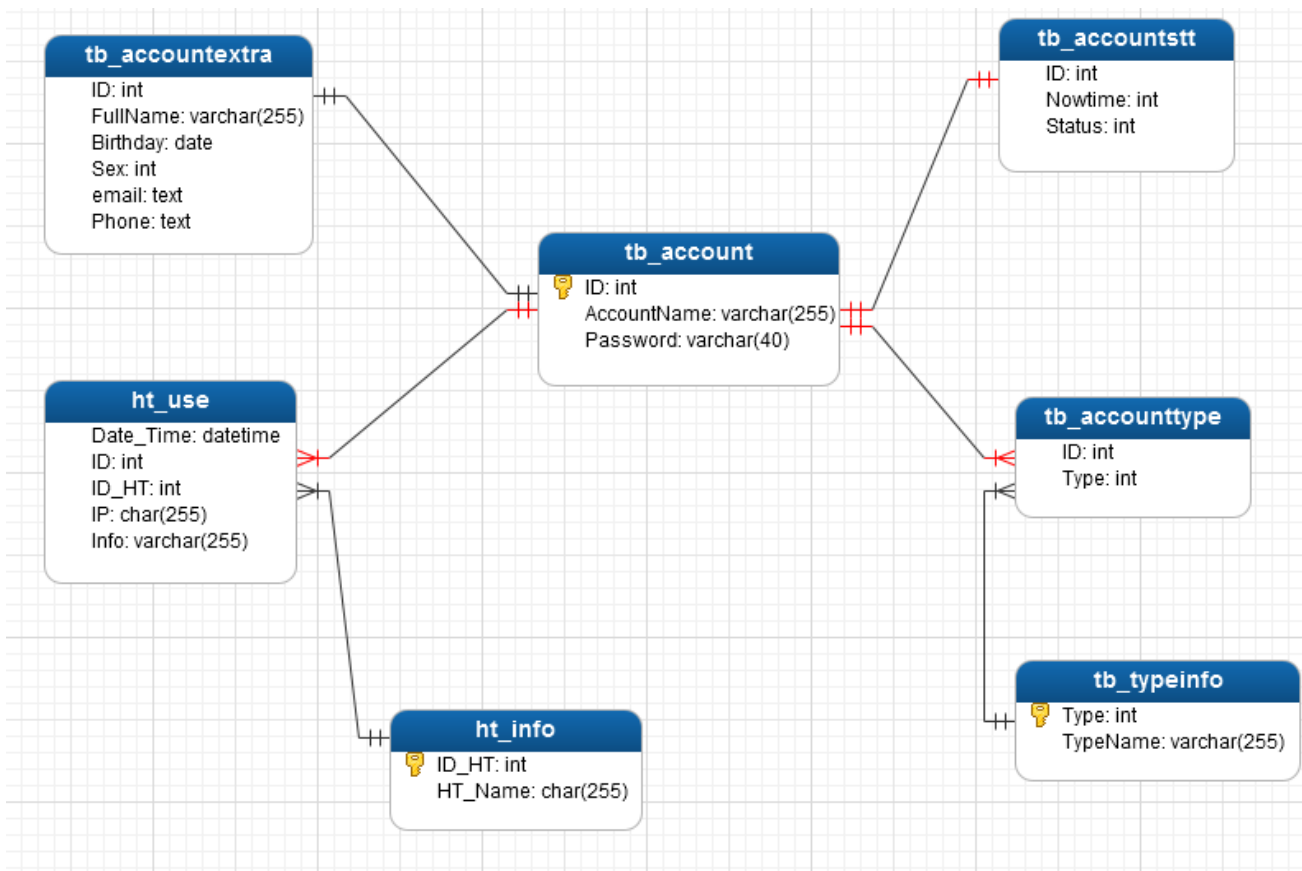 tb_accountextra
ID: int
FullName: varchar(255)
Birthday: date
Sex: int
email: text
Phone: text
tb_accountstt
ID: int
Nowtime: int
Status: int
tb_account
ID: int
AccountName: varchar(255)
Password: varchar(40)
ht_use
Date_Time: datetime
ID: int
ID_HT: int
IP: char(255)
Info: varchar(255)
tb_accounttype
ID: int
Type: int
ht_info
ID_HT: int
HT_Name: char(255)
tb_typeinfo
Type: int
TypeName: varchar(255)